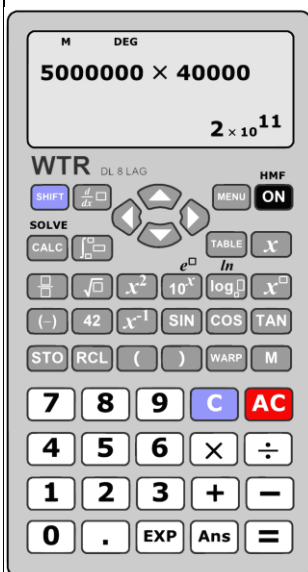 M DEG
5000000 × 40000
2 × 10¹¹
WTR DL 8 LAG
HMF
SHIFT d/dx□ MENU ON
SOLVE
CALC ∫□ TABLE x
e□ ln
□/□ √□ x² 10ˣ log□ x□
(−) 42 x⁻¹ SIN COS TAN
STO RCL ( ) WARP M
7 8 9 C AC
4 5 6 × ÷
1 2 3 + −
0 . EXP Ans =